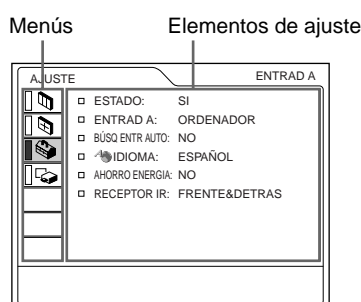 Menús Elementos de ajuste
AJUSTE ENTRAD A
ESTADO: SI
ENTRAD A: ORDENADOR
BÚSQ ENTR AUTO: NO
IDIOMA: ESPAÑOL
AHORRO ENERGIA: NO
RECEPTOR IR: FRENTE&DETRAS